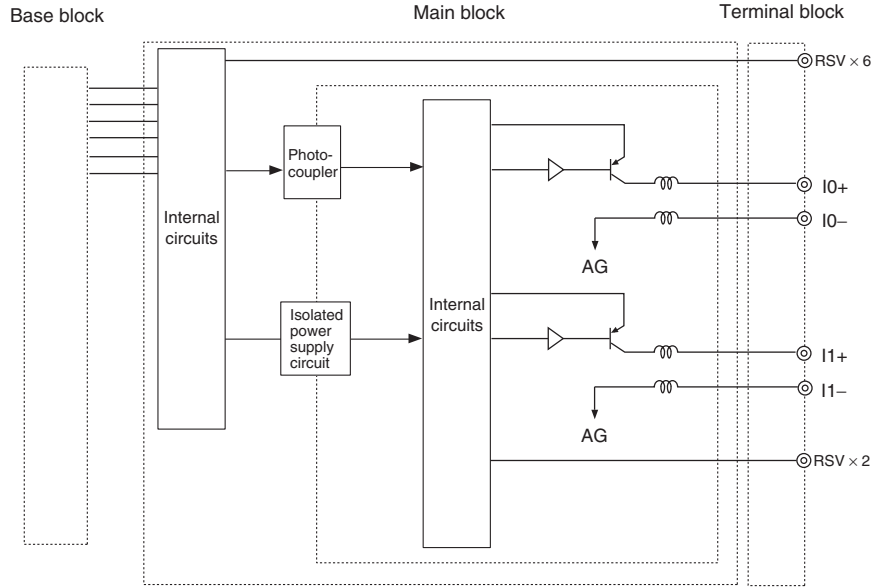 Base block
Main block
Terminal block
RSV × 6
Photo-
coupler
I0+
Internal
circuits
I0–
AG
Isolated
power
supply
circuit
Internal
circuits
I1+
I1–
AG
RSV × 2